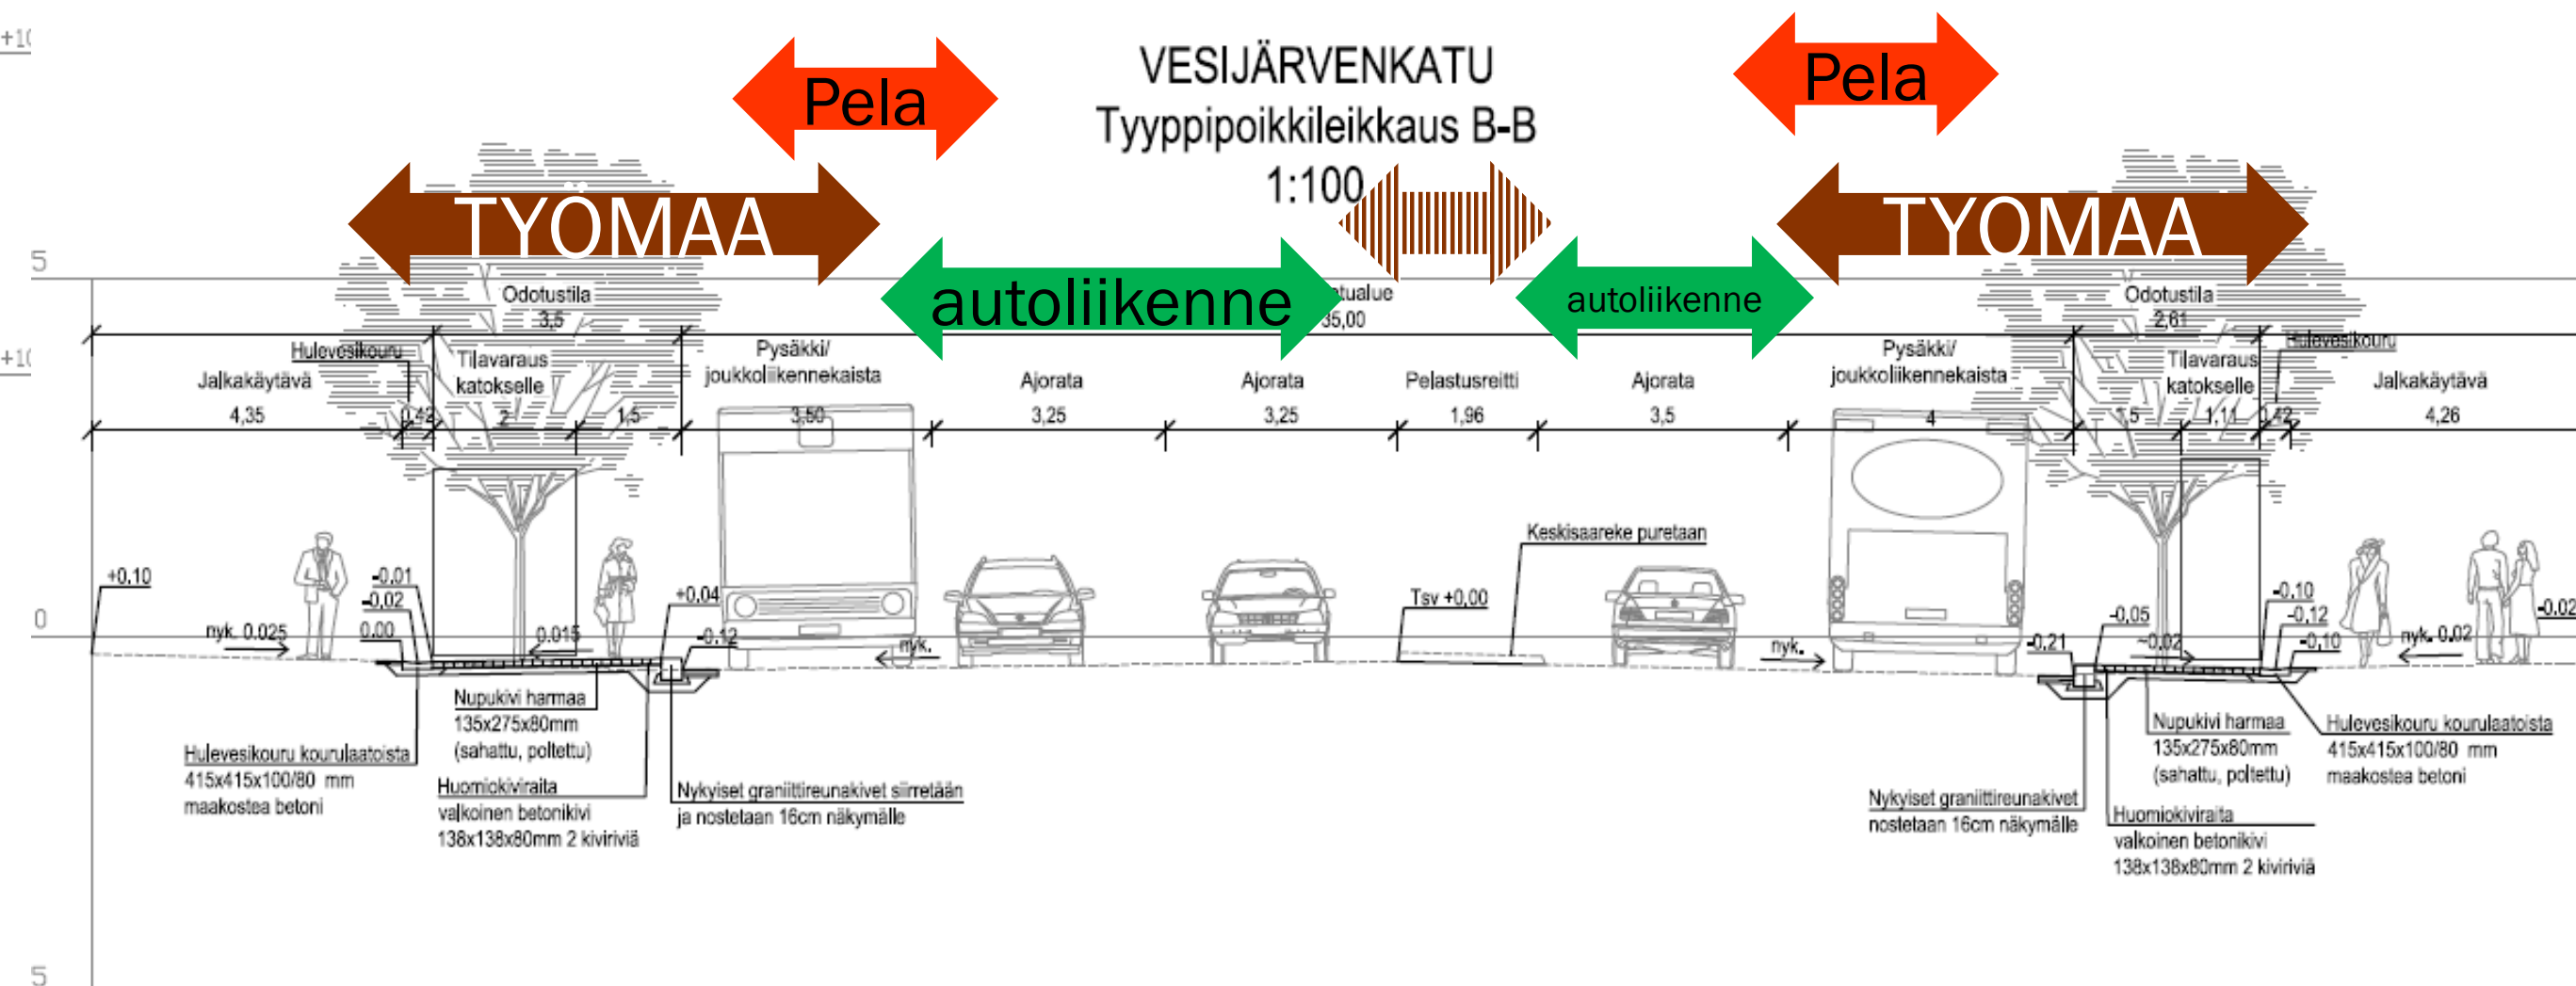 Pela
VESIJÄRVENKATU
Pela
Tyyppipoikkileikkaus B-B
1:100
TYÖMAA
TYÖMAA
5
autoliikenne
autoliikenne
Odotustila
3,5
35,00
Odotustila
2,61
Hulevesikouru
Tilavaraus
katokselle
Pysäkki/
joukkoliikennekaista
Pysäkki/
joukkoliikennekaista
Tilavaraus
katokselle
Hulevesikouru
Jalkakäytävä
Ajorata
Ajorata
Pelastusreitti
Ajorata
Jalkakäytävä
4,35
0,42
2
1,5
3,50
3,25
3,25
1,96
3,5
4
1,11
0,42
4,26
Keskisaareke puretaan
+0,10
-0,01
-0,02
0.00
+0,04
-0,12
Tsv +0,00
-0,05
-0,21
-0,10
-0,12
-0,10
-0,02
0
nyk. 0.025
0.015
nyk.
nyk.
~0,02
nyk. 0.02
Nupukivi harmaa
135x275x80mm
(sahattu, poltettu)
Hulevesikouru kourulaatoista
415x415x100/80 mm
maakostea betoni
Huomiokiviraita
valkoinen betonikivi
138x138x80mm 2 kiviriviä
Nykyiset graniittireunakivet siirretään
ja nostetaan 16cm näkymälle
Nupukivi harmaa
135x275x80mm
(sahattu, poltettu)
Hulevesikouru kourulaatoista
415x415x100/80 mm
maakostea betoni
Nykyiset graniittireunakivet
nostetaan 16cm näkymälle
Huomiokiviraita
valkoinen betonikivi
138x138x80mm 2 kiviriviä
5